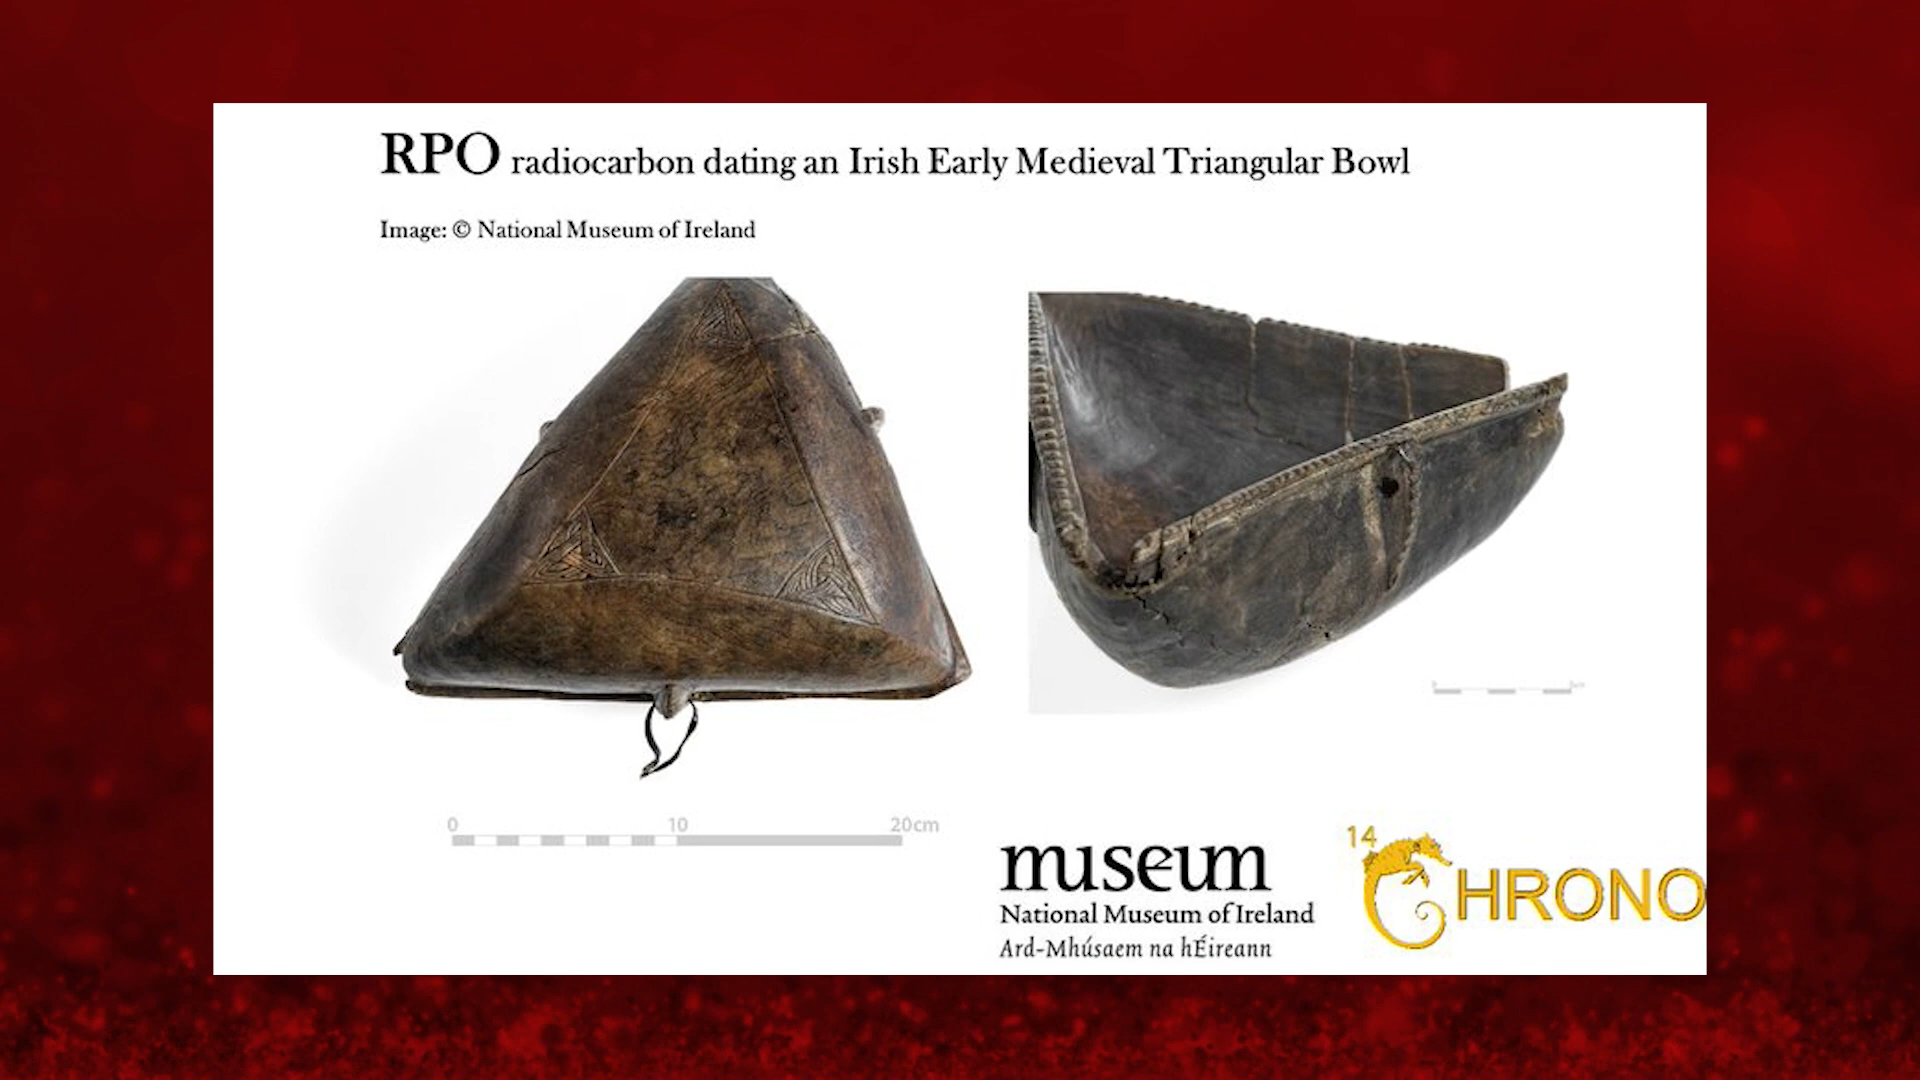 RPO radiocarbon dating an Irish Early Medieval Triangular Bowl
Image: © National Museum of Ireland
0 10 20cm
museum
National Museum of Ireland
Ard-Mhúsaem na hÉireann
14
CHRONO